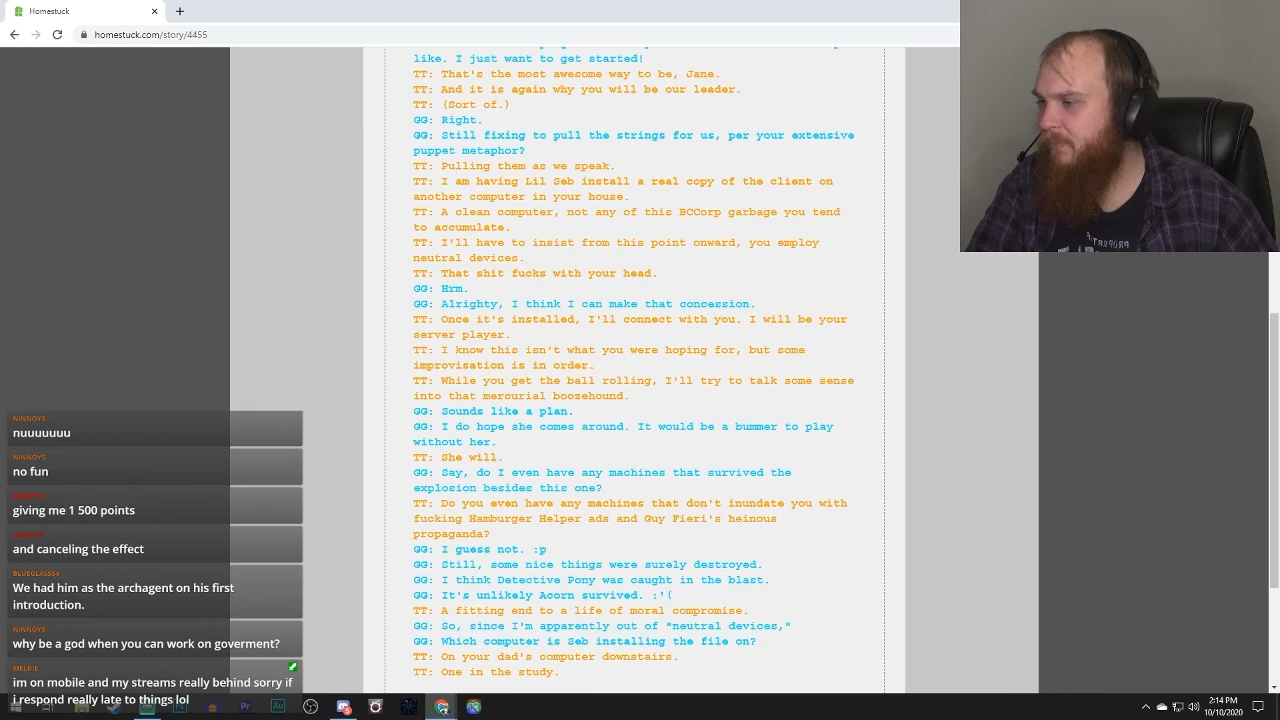 Homestuck
homestuck.com/story/4455
like. I just want to get started!
TT: That's the most awesome way to be, Jane.
TT: And it is again why you will be our leader.
TT: (Sort of.)
GG: Right.
GG: Still fixing to pull the strings for us, per your extensive
puppet metaphor?
TT: Pulling them as we speak.
TT: I am having Lil Seb install a real copy of the client on
another computer in your house.
TT: A clean computer, not any of this BCCorp garbage you tend
to accumulate.
TT: I'll have to insist from this point onward, you employ
neutral devices.
TT: That shit fucks with your head.
GG: Hrm.
GG: Alrighty, I think I can make that concession.
TT: Once it's installed, I'll connect with you. I will be your
server player.
TT: I know this isn't what you were hoping for, but some
improvisation is in order.
TT: While you get the ball rolling, I'll try to talk some sense
into that mercurial boozehound.
GG: Sounds like a plan.
GG: I do hope she comes around. It would be a bummer to play
without her.
TT: She will.
GG: Say, do I even have any machines that survived the
explosion besides this one?
TT: Do you even have any machines that don't inundate you with
fucking Hamburger Helper ads and Guy Fieri's heinous
propaganda?
GG: I guess not. :p
GG: Still, some nice things were surely destroyed.
GG: I think Detective Pony was caught in the blast.
GG: It's unlikely Acorn survived. :'(
TT: A fitting end to a life of moral compromise.
GG: So, since I'm apparently out of "neutral devices,"
GG: Which computer is Seb installing the file on?
TT: On your dad's computer downstairs.
TT: One in the study.
NINNOYS
nuuuuuuu
NINNOYS
no fun
giving me 1 500 points
and canceling the effect
BLUEGLASS54
We had him as the archagent on his first
introduction.
NINNOYS
why be a god when you can work on goverment?
MELD!E
im on mobile and my streams really behind sorry if
i respond really late to things lol
2:14 PM
10/10/2020